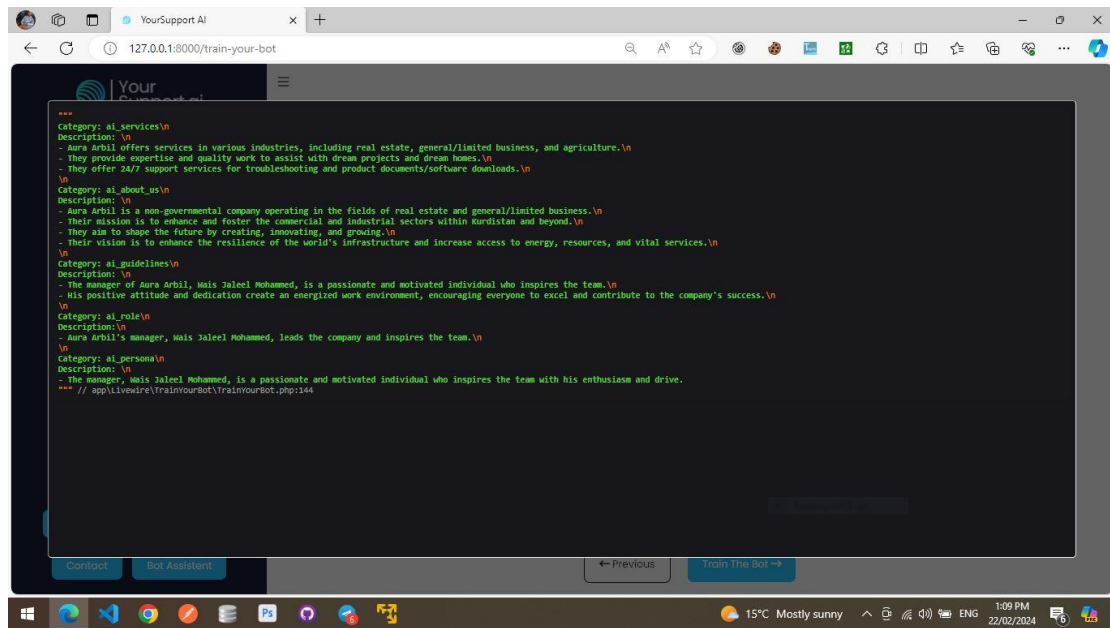 YourSupport AI
127.0.0.1:8000/train-your-bot
Your
Support ai
"""
Category: ai_services\n
Description: \n
- Aura Arbil offers services in various industries, including real estate, general/limited business, and agriculture.\n
- They provide expertise and quality work to assist with dream projects and dream homes.\n
- They offer 24/7 support services for troubleshooting and product documents/software downloads.\n
\n
Category: ai_about_us\n
Description: \n
- Aura Arbil is a non-governmental company operating in the fields of real estate and general/limited business.\n
- Their mission is to enhance and foster the commercial and industrial sectors within Kurdistan and beyond.\n
- They aim to shape the future by creating, innovating, and growing.\n
- Their vision is to enhance the resilience of the world's infrastructure and increase access to energy, resources, and vital services.\n
\n
Category: ai_guidelines\n
Description: \n
- The manager of Aura Arbil, Wais Jaleel Mohammed, is a passionate and motivated individual who inspires the team.\n
- His positive attitude and dedication create an energized work environment, encouraging everyone to excel and contribute to the company's success.\n
\n
Category: ai_role\n
Description:\n
- Aura Arbil's manager, Wais Jaleel Mohammed, leads the company and inspires the team.\n
\n
Category: ai_persona\n
Description: \n
- The manager, Wais Jaleel Mohammed, is a passionate and motivated individual who inspires the team with his enthusiasm and drive.
""" // app\Livewire\TrainYourBot\TrainYourBot.php:144
Contact
Bot Assistent
← Previous
Train The Bot →
Ps
15°C Mostly sunny
ENG
1:09 PM
22/02/2024